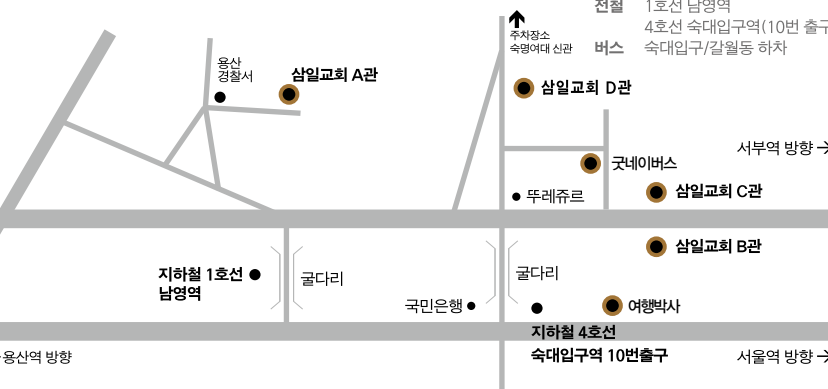 전철 1호선 남영역
4호선 숙대입구역(10번 출구
버스 숙대입구/갈월동 하차
주차장소
숙명여대 신관
용산
경찰서
삼일교회 A관
삼일교회 D관
서부역 방향 →
굿네이버스
뚜레쥬르
삼일교회 C관
삼일교회 B관
지하철 1호선
남영역
굴다리
굴다리
국민은행
여행박사
지하철 4호선
숙대입구역 10번출구
용산역 방향
서울역 방향 →